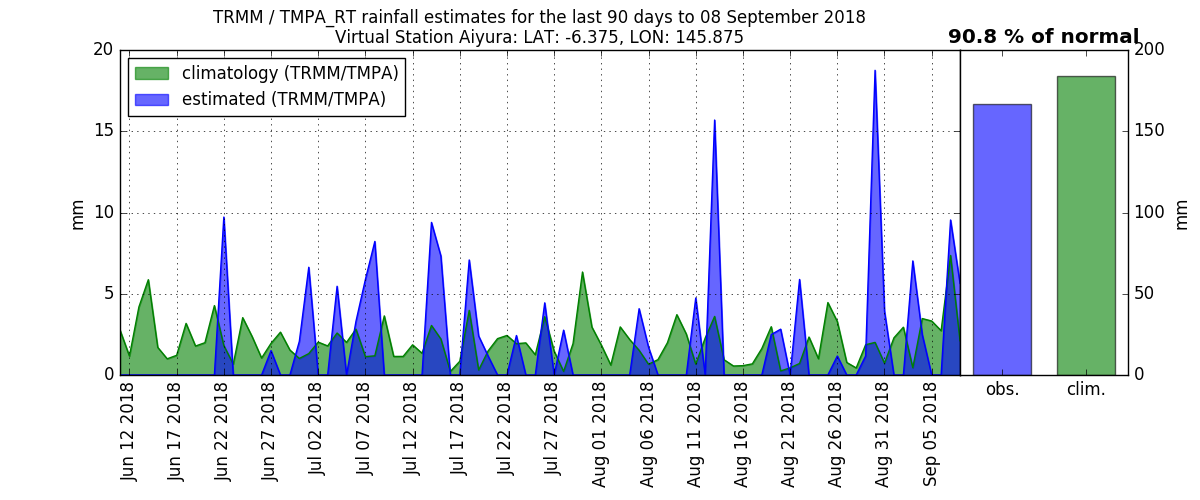 TRMM / TMPA_RT rainfall estimates for the last 90 days to 08 September 2018
Virtual Station Aiyura: LAT: -6.375, LON: 145.875
90.8 % of normal
climatology (TRMM/TMPA)
estimated (TRMM/TMPA)
20
15
10
5
0
mm
200
150
100
50
0
mm
Jun 12 2018
Jun 17 2018
Jun 22 2018
Jun 27 2018
Jul 02 2018
Jul 07 2018
Jul 12 2018
Jul 17 2018
Jul 22 2018
Jul 27 2018
Aug 01 2018
Aug 06 2018
Aug 11 2018
Aug 16 2018
Aug 21 2018
Aug 26 2018
Aug 31 2018
Sep 05 2018
obs.
clim.